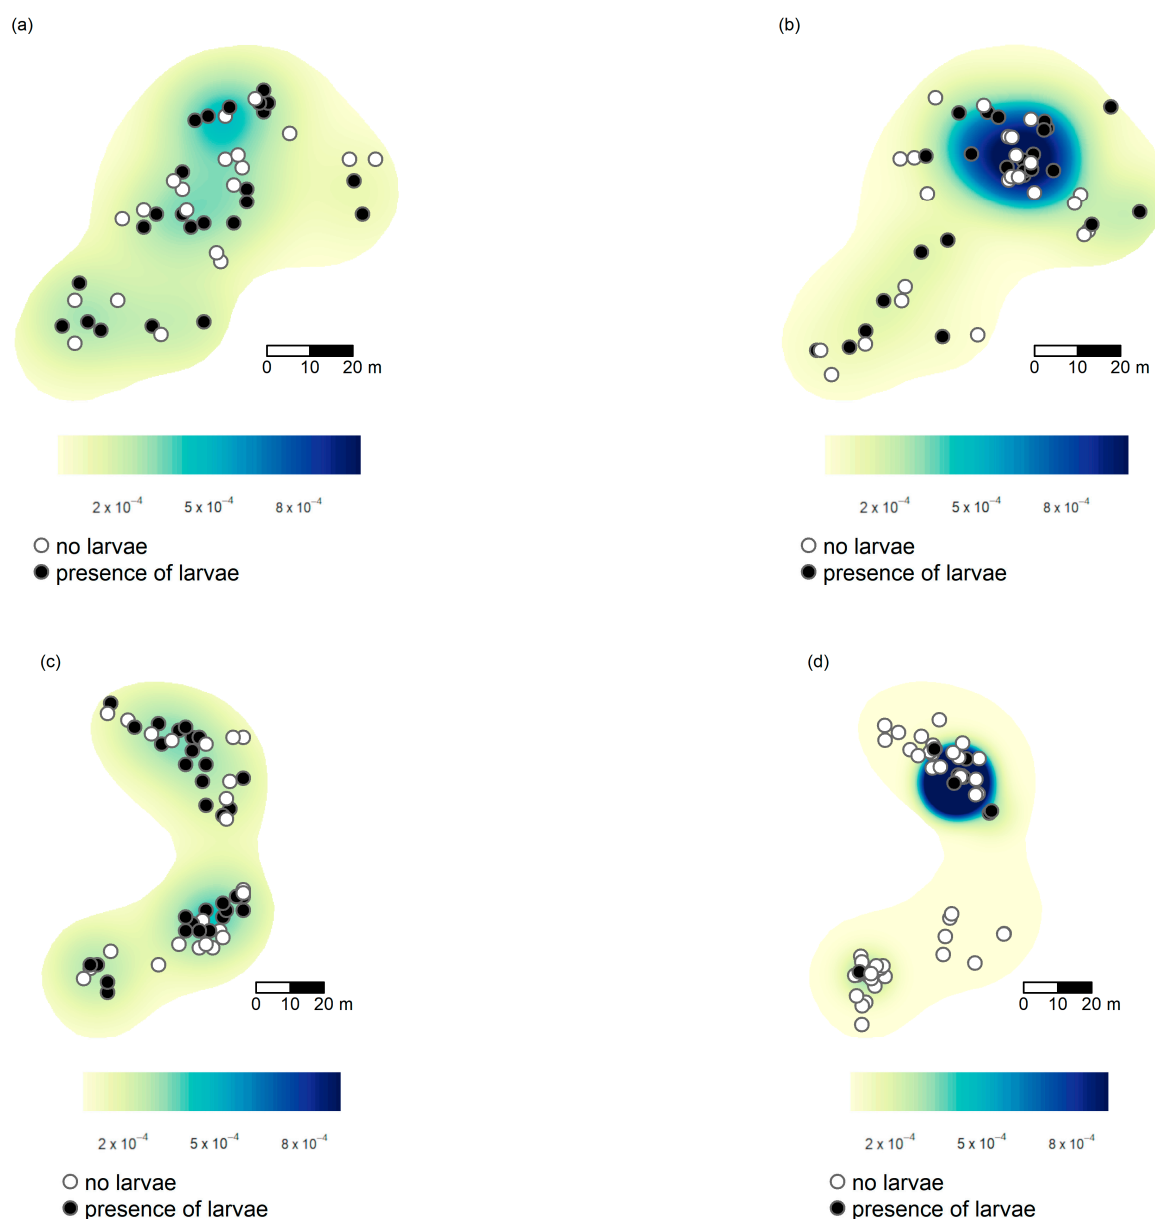 (a)
(b)
0 10 20 m
0 10 20 m
2 x 10⁻⁴ 5 x 10⁻⁴ 8 x 10⁻⁴
2 x 10⁻⁴ 5 x 10⁻⁴ 8 x 10⁻⁴
no larvae
presence of larvae
no larvae
presence of larvae
(c)
(d)
0 10 20 m
0 10 20 m
2 x 10⁻⁴ 5 x 10⁻⁴ 8 x 10⁻⁴
2 x 10⁻⁴ 5 x 10⁻⁴ 8 x 10⁻⁴
no larvae
presence of larvae
no larvae
presence of larvae